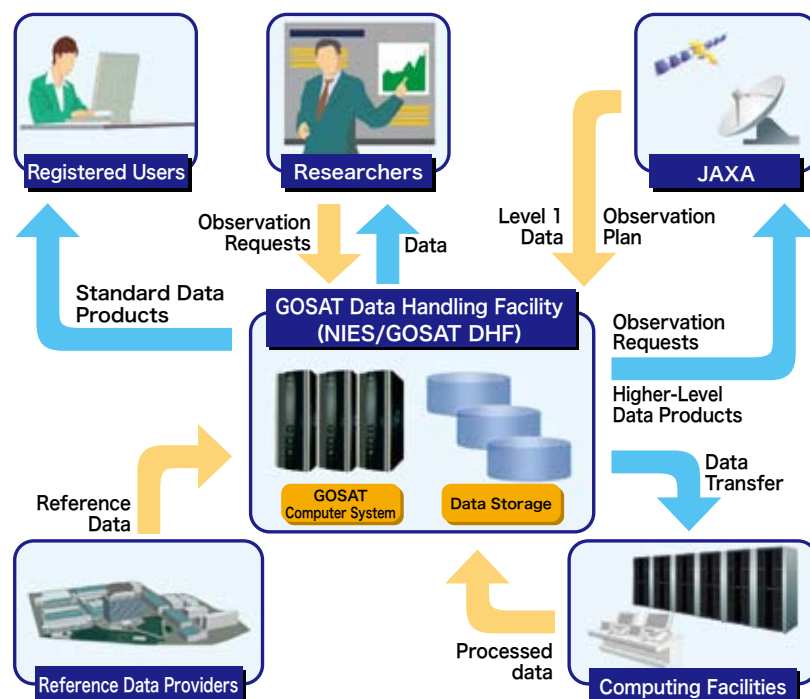 Registered Users
Researchers
JAXA
Observation
Requests
Data
Level 1
Data
Observation
Plan
Standard Data
Products
GOSAT Data Handling Facility
(NIES/GOSAT DHF)
Observation
Requests
Higher-Level
Data Products
GOSAT
Computer System
Data Storage
Data
Transfer
Reference
Data
Processed
data
Reference Data Providers
Computing Facilities